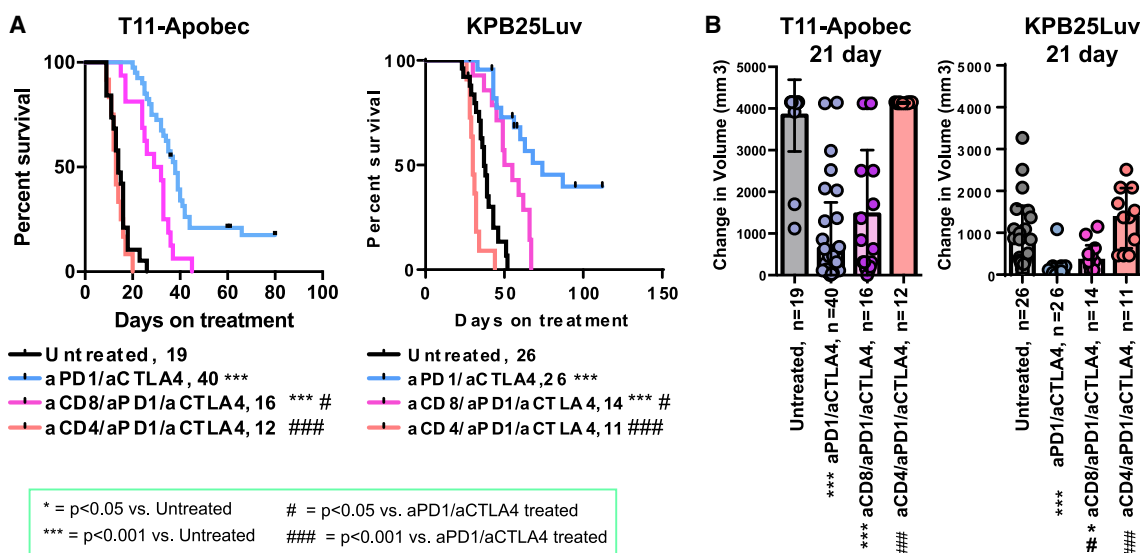 A
T11-Apobec
Percent survival
100
50
0
0 20 40 60 80 100
Days on treatment
Untreated, 19
aPD1/aCTLA4, 40 ***
aCD8/aPD1/aCTLA4, 16 *** #
aCD4/aPD1/aCTLA4, 12 ###
KPB25Luv
Percent survival
100
50
0
0 50 100 150
Days on treatment
Untreated, 26
aPD1/aCTLA4, 26 ***
aCD8/aPD1/aCTLA4, 14 *** #
aCD4/aPD1/aCTLA4, 11 ###
* = p<0.05 vs. Untreated
# = p<0.05 vs. aPD1/aCTLA4 treated
*** = p<0.001 vs. Untreated
### = p<0.001 vs. aPD1/aCTLA4 treated
B
T11-Apobec
21 day
Change in Volume (mm3)
5000
4000
3000
2000
1000
0
Untreated, n=19
*** aPD1/aCTLA4, n=40
*** aCD8/aPD1/aCTLA4, n=16
### aCD4/aPD1/aCTLA4, n=12
KPB25Luv
21 day
Change in Volume (mm3)
5000
4000
3000
2000
1000
0
Untreated, n=26
*** aPD1/aCTLA4, n=26
# * aCD8/aPD1/aCTLA4, n=14
### aCD4/aPD1/aCTLA4, n=11